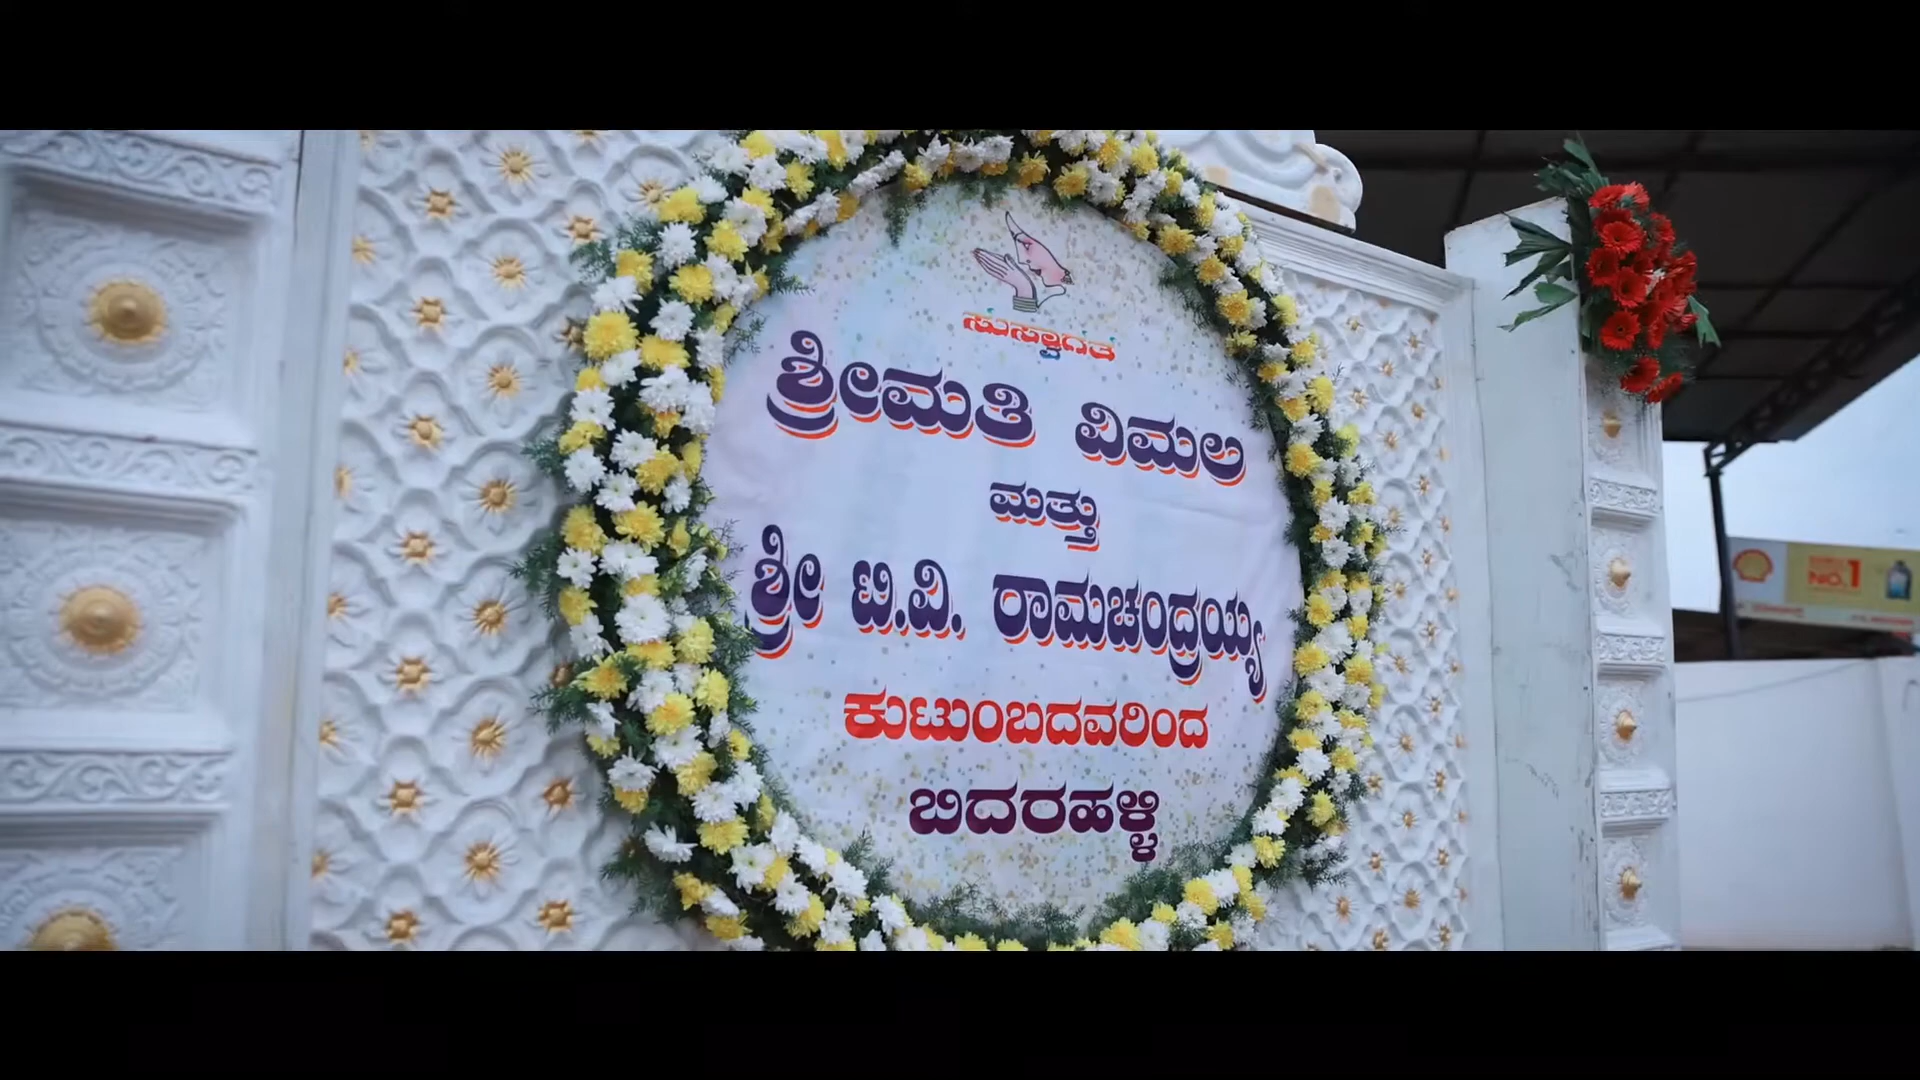 ಸುಸ್ವಾಗತ
ಶ್ರೀಮತಿ ವಿಮಲ
ಮತ್ತು
ಶ್ರೀ ಟಿ.ವಿ. ರಾಮಚಂದ್ರಯ್ಯ
ಕುಟುಂಬದವರಿಂದ
ಬಿದರಹಳ್ಳಿ
NO.1